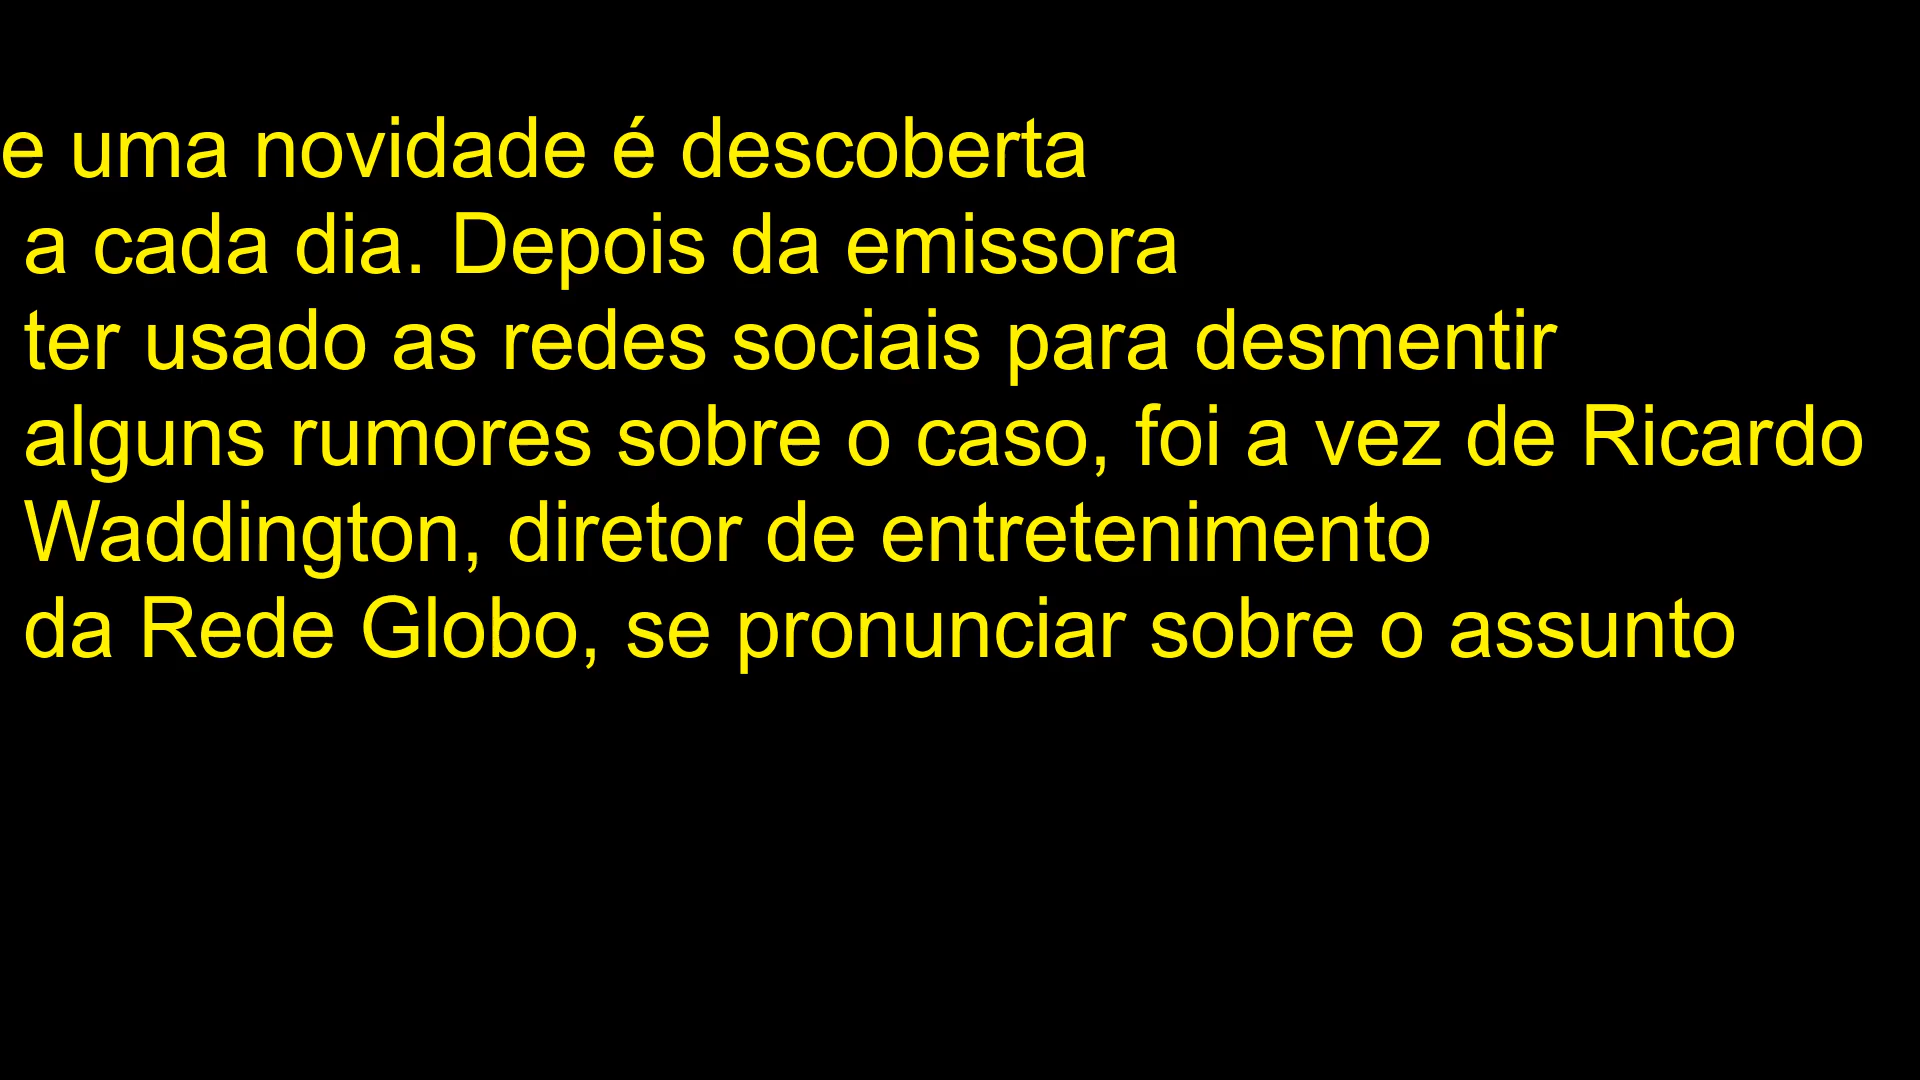 e uma novidade é descoberta
a cada dia. Depois da emissora
ter usado as redes sociais para desmentir
alguns rumores sobre o caso, foi a vez de Ricardo
Waddington, diretor de entretenimento
da Rede Globo, se pronunciar sobre o assunto